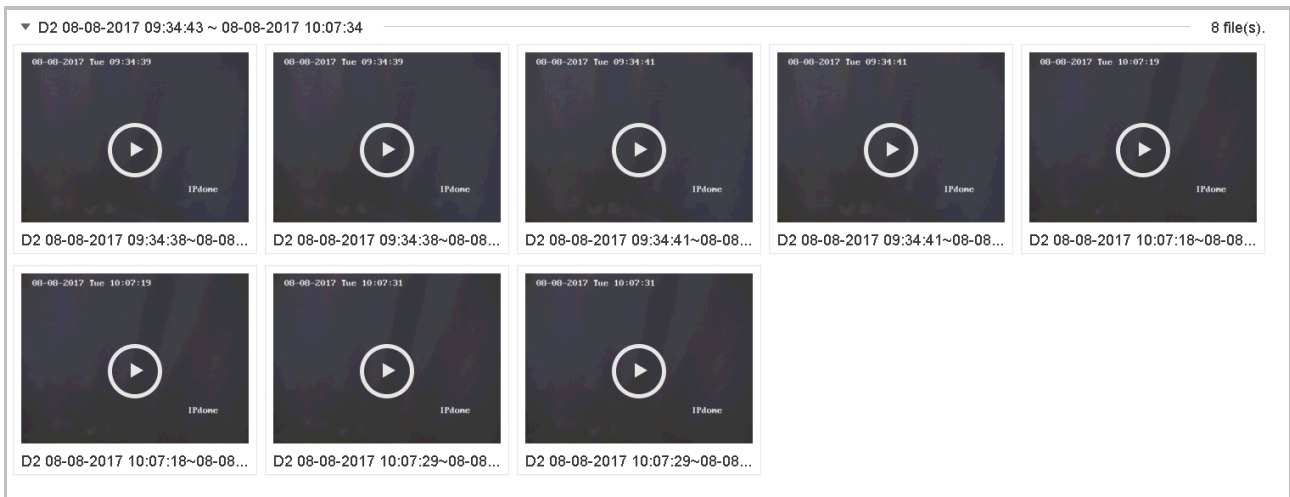 D2 08-08-2017 09:34:43 ~ 08-08-2017 10:07:34 8 file(s).
08-08-2017 Tue 09:34:39
IPdome
D2 08-08-2017 09:34:38~08-08...
08-08-2017 Tue 09:34:39
IPdome
D2 08-08-2017 09:34:38~08-08...
08-08-2017 Tue 09:34:41
IPdome
D2 08-08-2017 09:34:41~08-08...
08-08-2017 Tue 09:34:41
IPdome
D2 08-08-2017 09:34:41~08-08...
08-08-2017 Tue 10:07:19
IPdome
D2 08-08-2017 10:07:18~08-08...
08-08-2017 Tue 10:07:19
IPdome
D2 08-08-2017 10:07:18~08-08...
08-08-2017 Tue 10:07:31
IPdome
D2 08-08-2017 10:07:29~08-08...
08-08-2017 Tue 10:07:31
IPdome
D2 08-08-2017 10:07:29~08-08...